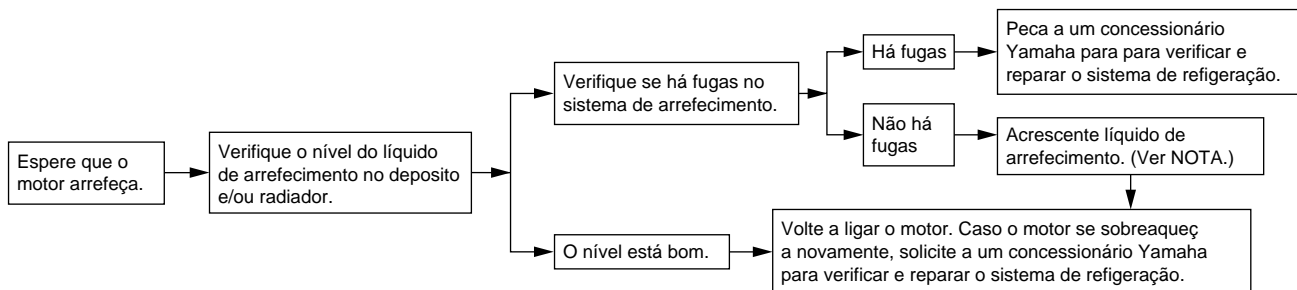 Espere que o
motor arrefeça.
Verifique o nível do líquido
de arrefecimento no deposito
e/ou radiador.
Verifique se há fugas no
sistema de arrefecimento.
Há fugas
Peca a um concessionário
Yamaha para para verificar e
reparar o sistema de refigeração.
Não há
fugas
Acrescente líquido de
arrefecimento. (Ver NOTA.)
O nível está bom.
Volte a ligar o motor. Caso o motor se sobreaqueç
a novamente, solicite a um concessionário Yamaha
para verificar e reparar o sistema de refigeração.